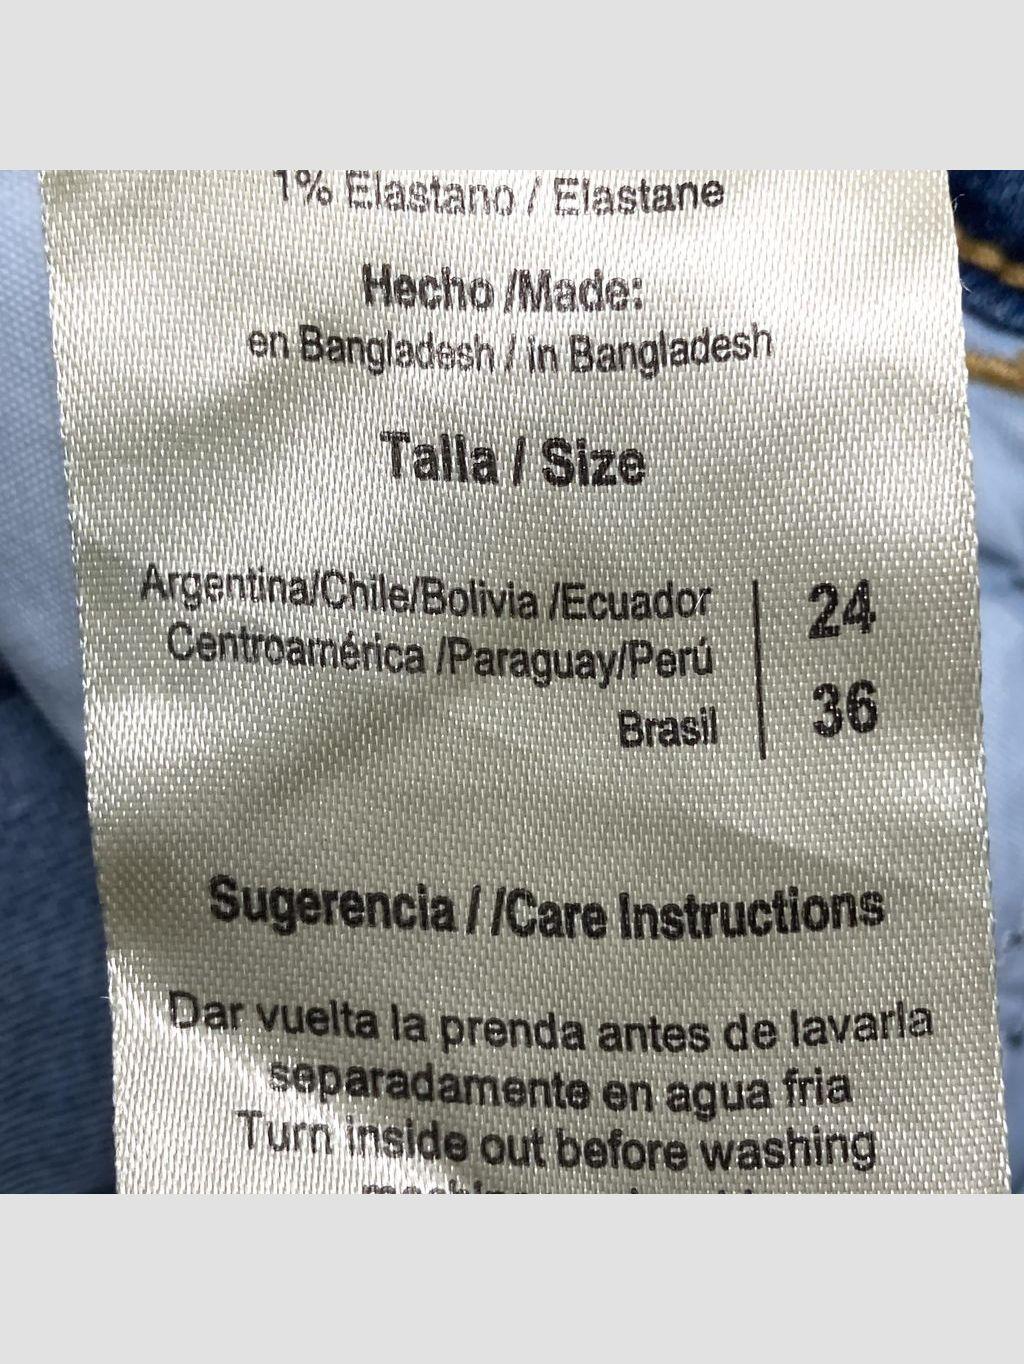 1% Elastano / Elastane
Hecho /Made:
en Bangladesh / in Bangladesh
Talla / Size
Argentina/Chile/Bolivia /Ecuador 24
Centroamérica /Paraguay/Perú
Brasil 36
Sugerencia / /Care Instructions
Dar vuelta la prenda antes de lavarla
separadamente en agua fria
Turn inside out before washing